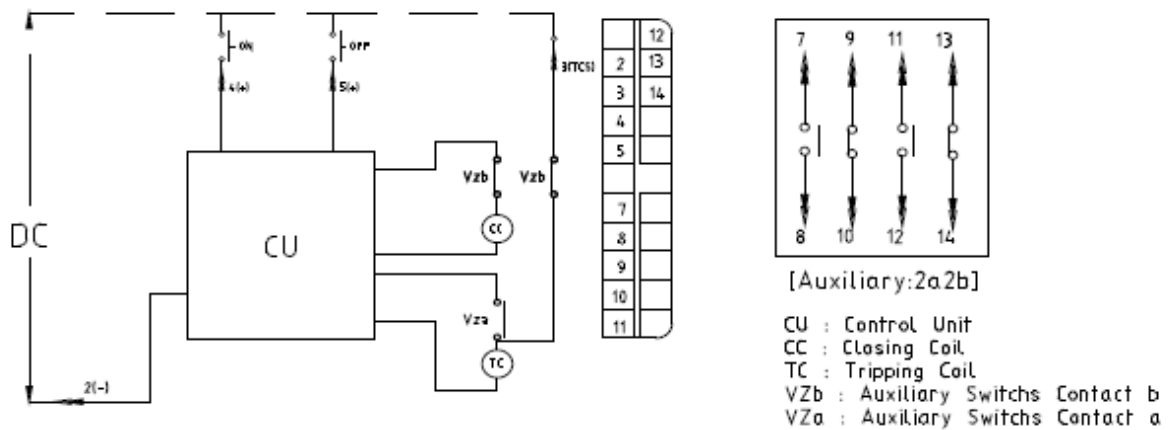 ON
OFF
4(+)
5(+)
3(TCS)
DC
CU
Vzb
Vzb
CC
Vza
TC
2(-)
12
2 13
3 14
4
5
7
8
9
10
11
7 9 11 13
8 10 12 14
[Auxiliary:2a2b]
CU : Control Unit
CC : Closing Coil
TC : Tripping Coil
VZb : Auxiliary Switchs Contact b
VZa : Auxiliary Switchs Contact a